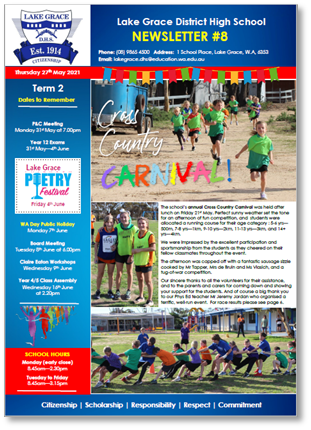 LAKE GRACE
D.H.S.
Est. 1914
CITIZENSHIP
Lake Grace District High School
NEWSLETTER #8
Phone: (08) 9865 4500 Address: 1 School Place, Lake Grace, W.A, 6353
Email: lakegrace.dhs@education.wa.edu.au
Thursday 27th May 2021
Term 2
Dates to Remember
P&C Meeting
Monday 31st May at 7.00pm
Year 12 Exams
31st May—4th June
Lake Grace
POETRY
Festival
Friday 4th June
WA Day Public Holiday
Monday 7th June
Board Meeting
Tuesday 8th June at 6.00pm
Claire Eaton Workshops
Wednesday 9th June
Year 4/5 Class Assembly
Wednesday 16th June
at 2.20pm
SCHOOL HOURS
Monday (early close)
8.45am—2.30pm
Tuesday to Friday
8.45am—3.15pm
Cross
Country
CARNIVAL!
The school's annual Cross Country Carnival was held after
lunch on Friday 21st May. Perfect sunny weather set the tone
for an afternoon of fun competition, and students were
allocated a running course for their age category: 5-6 yrs—
500m; 7-8 yrs—1km, 9-10 yrs—2km, 11-13 yrs—3km, and 14+
yrs—4km.
We were impressed by the excellent participation and
sportsmanship from the students as they cheered on their
fellow classmates throughout the event.
The afternoon was capped off with a fantastic sausage sizzle
cooked by Mr Tapper, Mrs de Bruin and Ms Vlasich, and a
tug-of-war competition.
Our sincere thanks to all the volunteers for their assistance,
and to the parents and carers for coming down and showing
your support for the students. And of course a big thank you
to our Phys Ed teacher Mr Jeremy Jordan who organised a
terrific, well-run event. For race results please see page 6.
Citizenship | Scholarship | Responsibility | Respect | Commitment